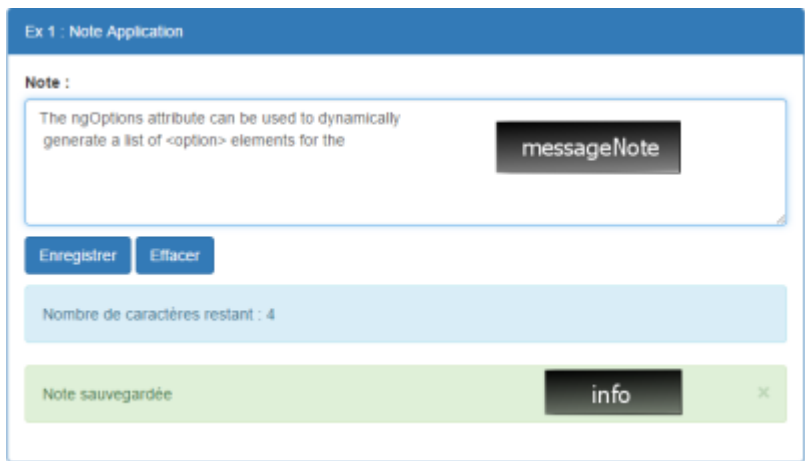 Ex 1 : Note Application
Note :
The ngOptions attribute can be used to dynamically
generate a list of <option> elements for the
messageNote
Enregistrer Effacer
Nombre de caractères restant : 4
Note sauvegardée info ×